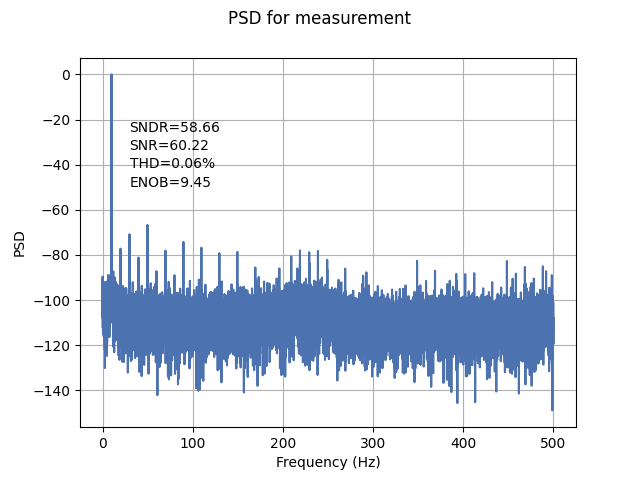 PSD for measurement
0
−20
−40
−60
−80
−100
−120
−140
PSD
SNDR=58.66
SNR=60.22
THD=0.06%
ENOB=9.45
0 100 200 300 400 500
Frequency (Hz)